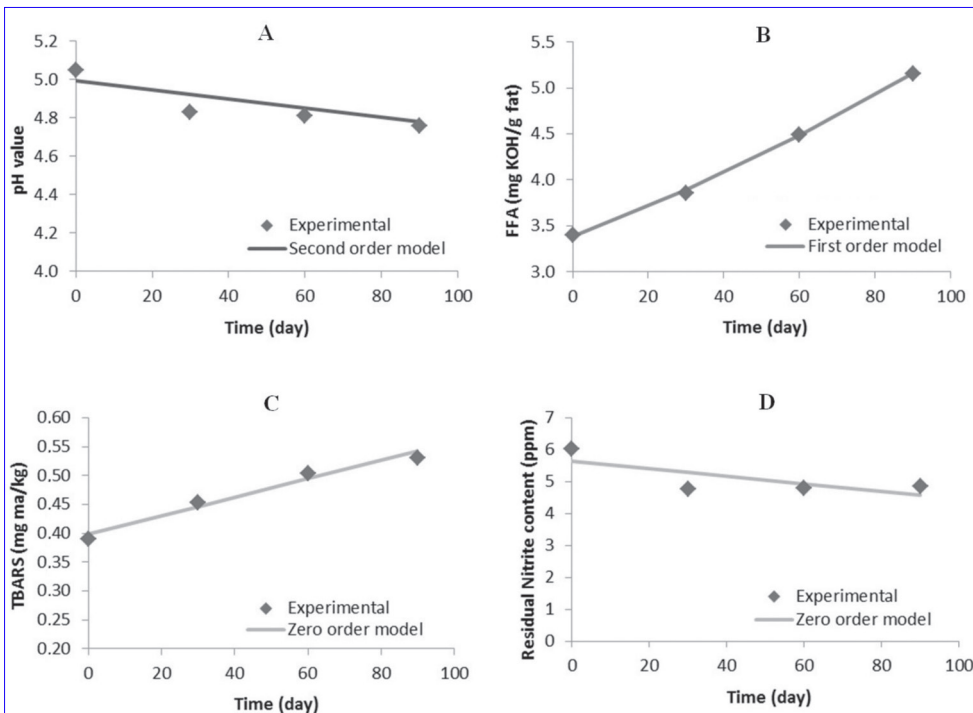 A
5.2
5.0
4.8
4.6
4.4
4.2
4.0
pH value
Experimental
Second order model
0 20 40 60 80 100
Time (day)
B
5.5
5.0
4.5
4.0
3.5
3.0
FFA (mg KOH/g fat)
Experimental
First order model
0 20 40 60 80 100
Time (day)
C
0.60
0.55
0.50
0.45
0.40
0.35
0.30
0.25
0.20
TBARS (mg ma/kg)
Experimental
Zero order model
0 20 40 60 80 100
Time (day)
D
7
6
5
4
3
2
1
0
Residual Nitrite content (ppm)
Experimental
Zero order model
0 20 40 60 80 100
Time (day)